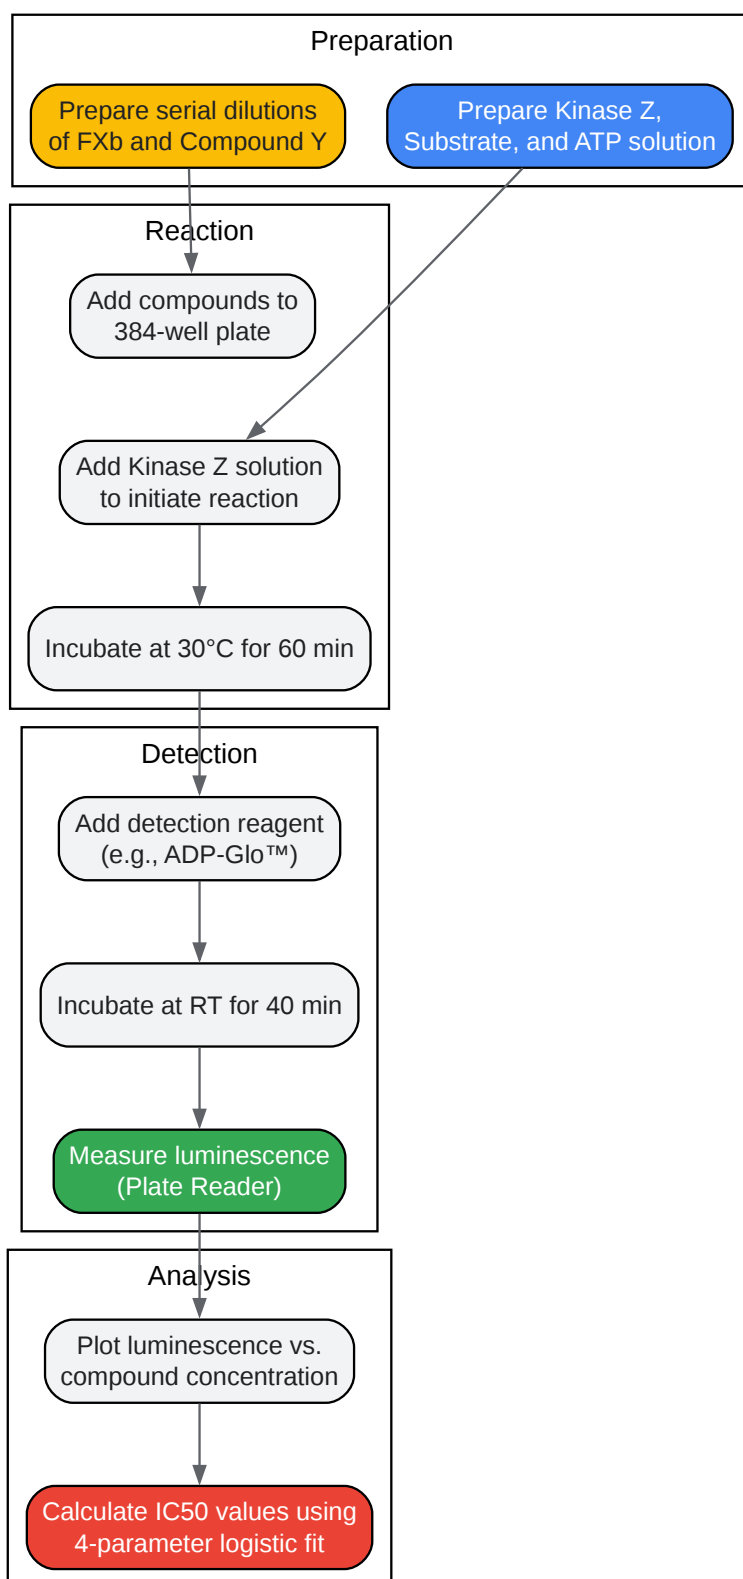 Preparation
Prepare serial dilutions
of FXb and Compound Y
Prepare Kinase Z,
Substrate, and ATP solution
Reaction
Add compounds to
384-well plate
Add Kinase Z solution
to initiate reaction
Incubate at 30°C for 60 min
Detection
Add detection reagent
(e.g., ADP-Glo™)
Incubate at RT for 40 min
Measure luminescence
(Plate Reader)
Analysis
Plot luminescence vs.
compound concentration
Calculate IC50 values using
4-parameter logistic fit